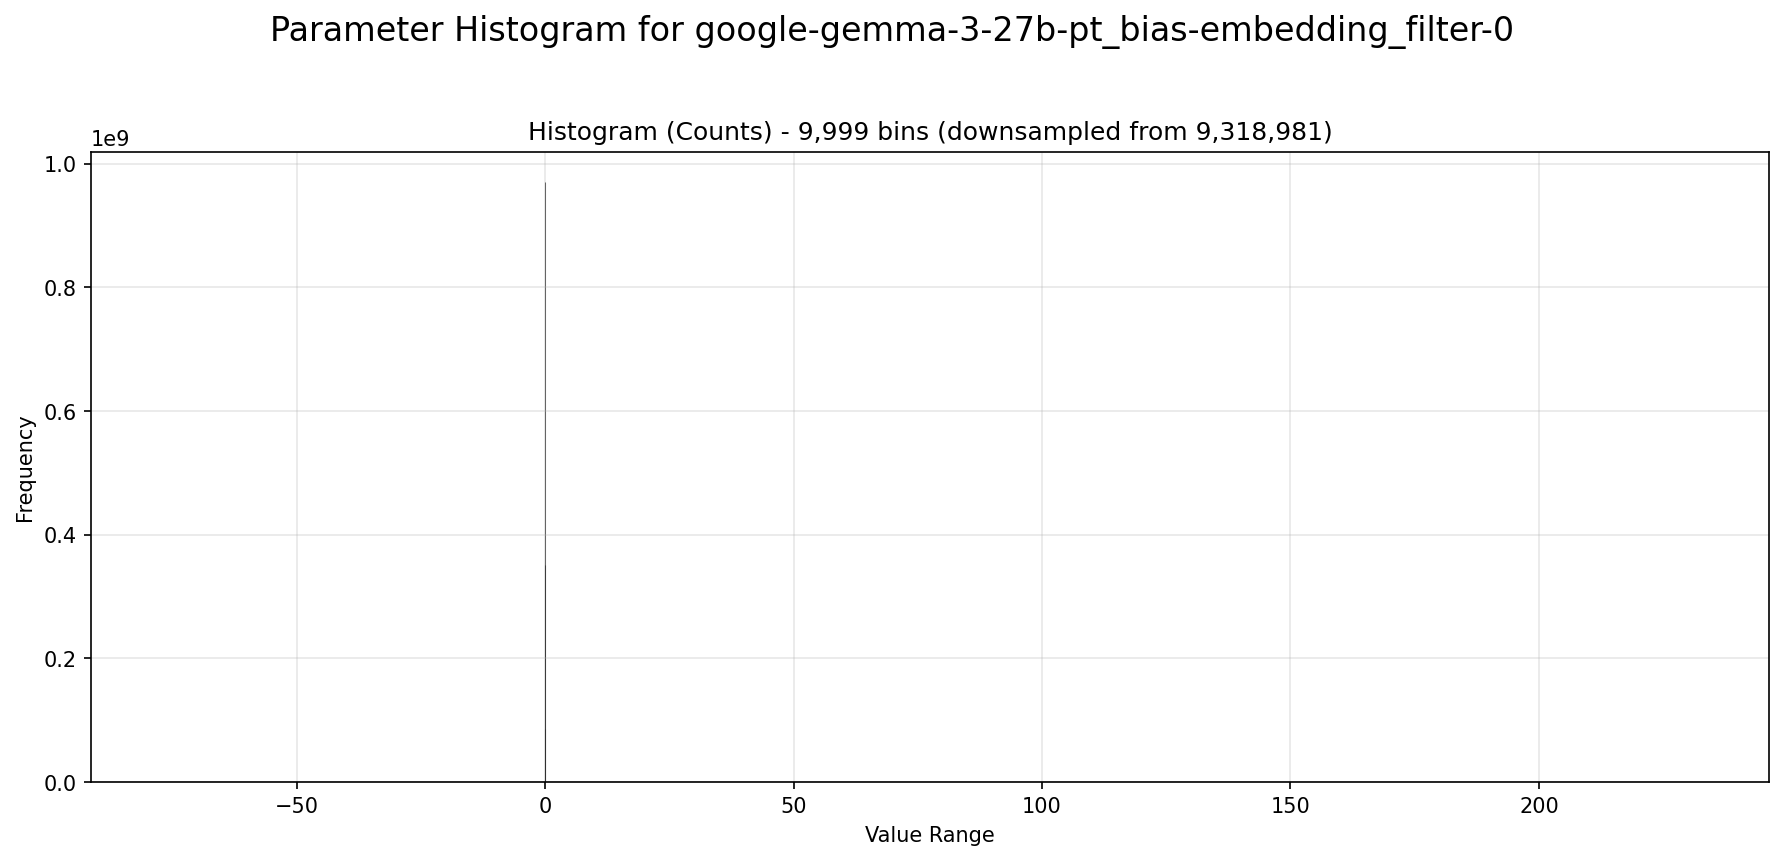 Parameter Histogram for google-gemma-3-27b-pt_bias-embedding_filter-0
Histogram (Counts) - 9,999 bins (downsampled from 9,318,981)
1e9
1.0
0.8
0.6
0.4
0.2
0.0
Frequency
−50
0
50
100
150
200
Value Range